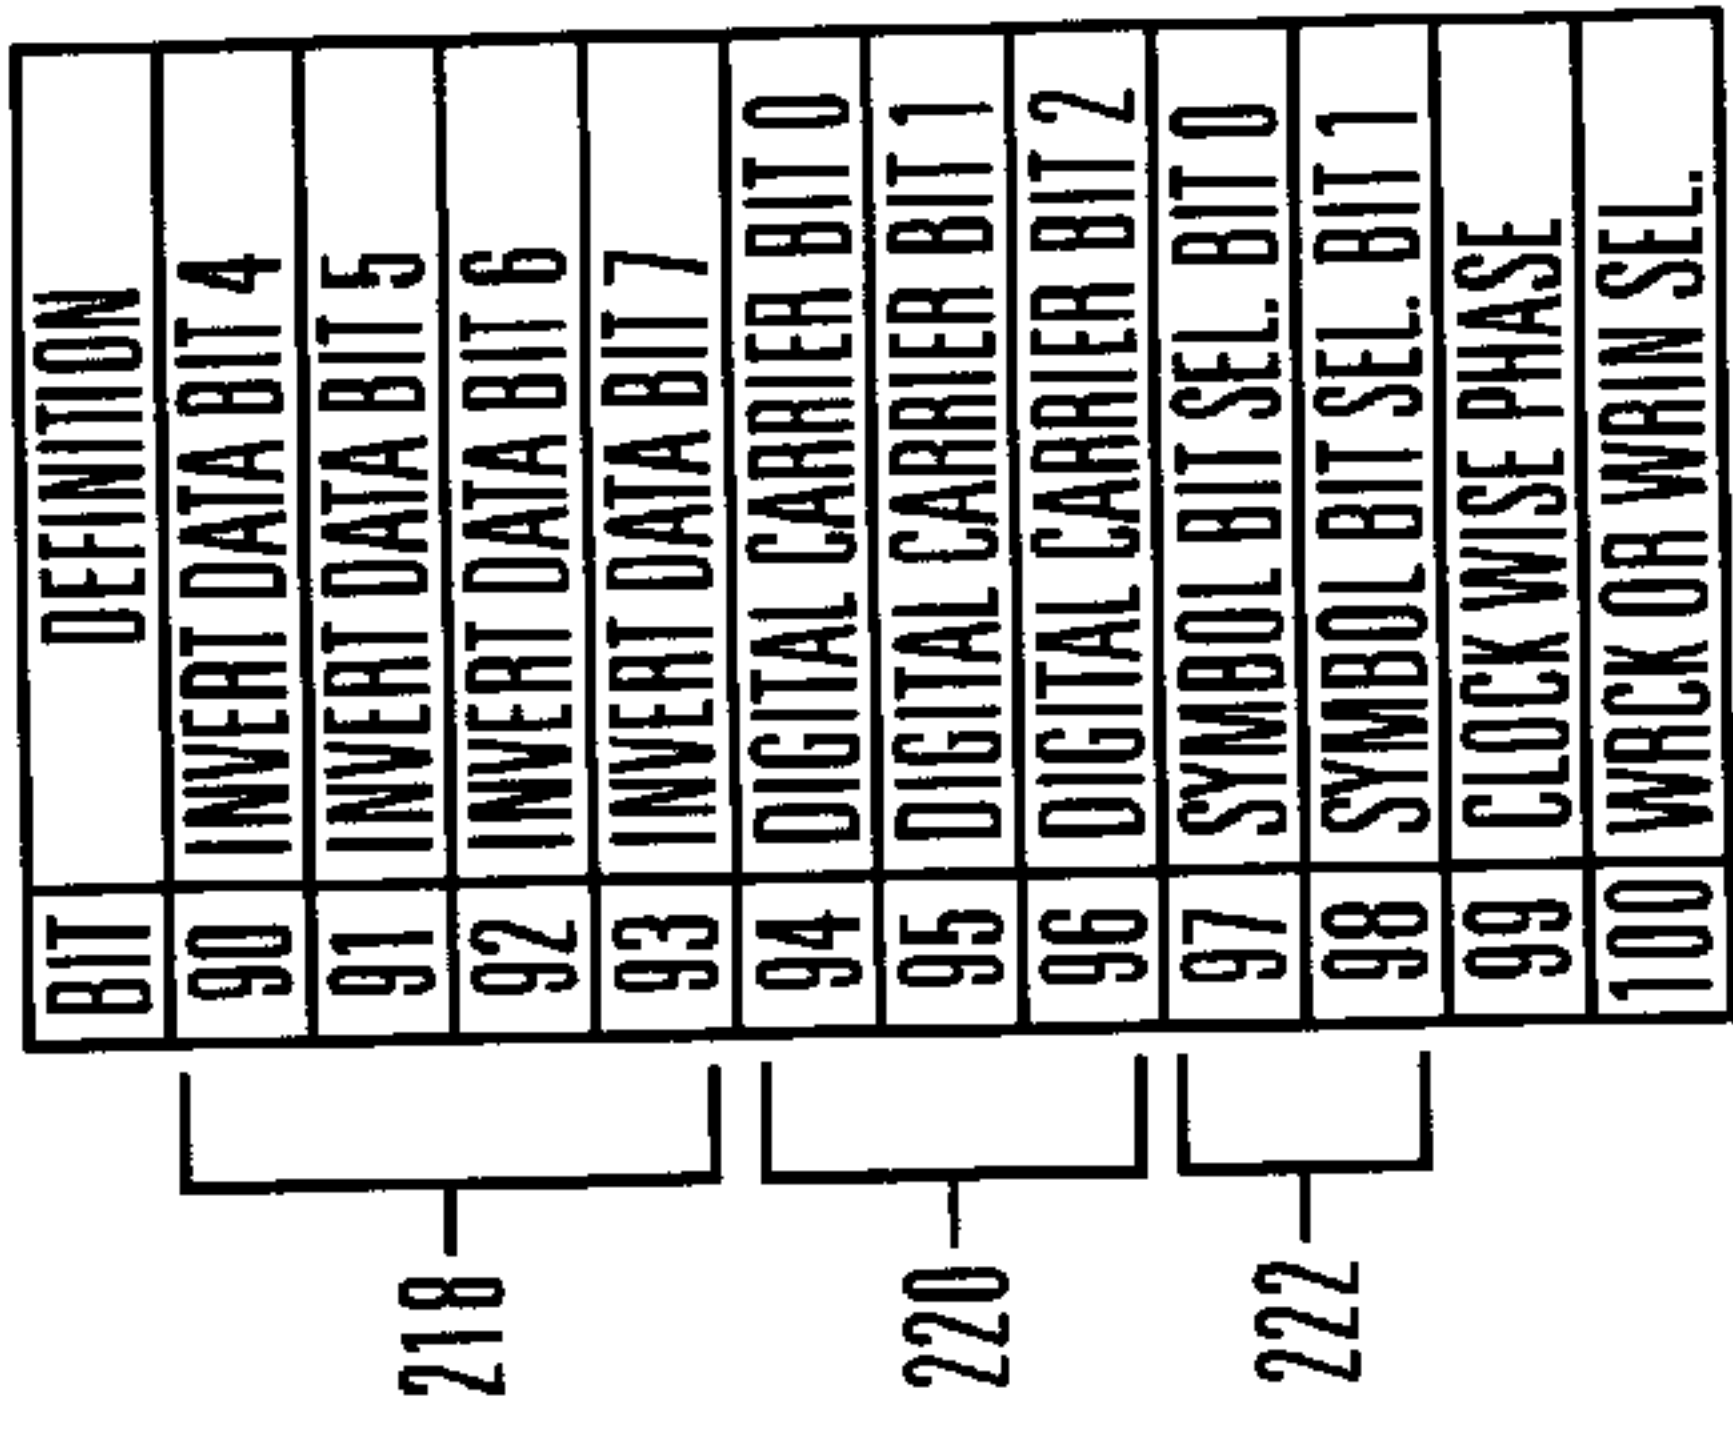 BIT DEFINITION
90 INVERT DATA BIT 4
91 INVERT DATA BIT 5
92 INVERT DATA BIT 6
93 INVERT DATA BIT 7
94 DIGITAL CARRIER BIT 0
95 DIGITAL CARRIER BIT 1
96 DIGITAL CARRIER BIT 2
97 SYMBOL BIT SEL. BIT 0
98 SYMBOL BIT SEL. BIT 1
99 CLOCK WISE PHASE
100 WRCK OR WRIN SEL.
218
220
222